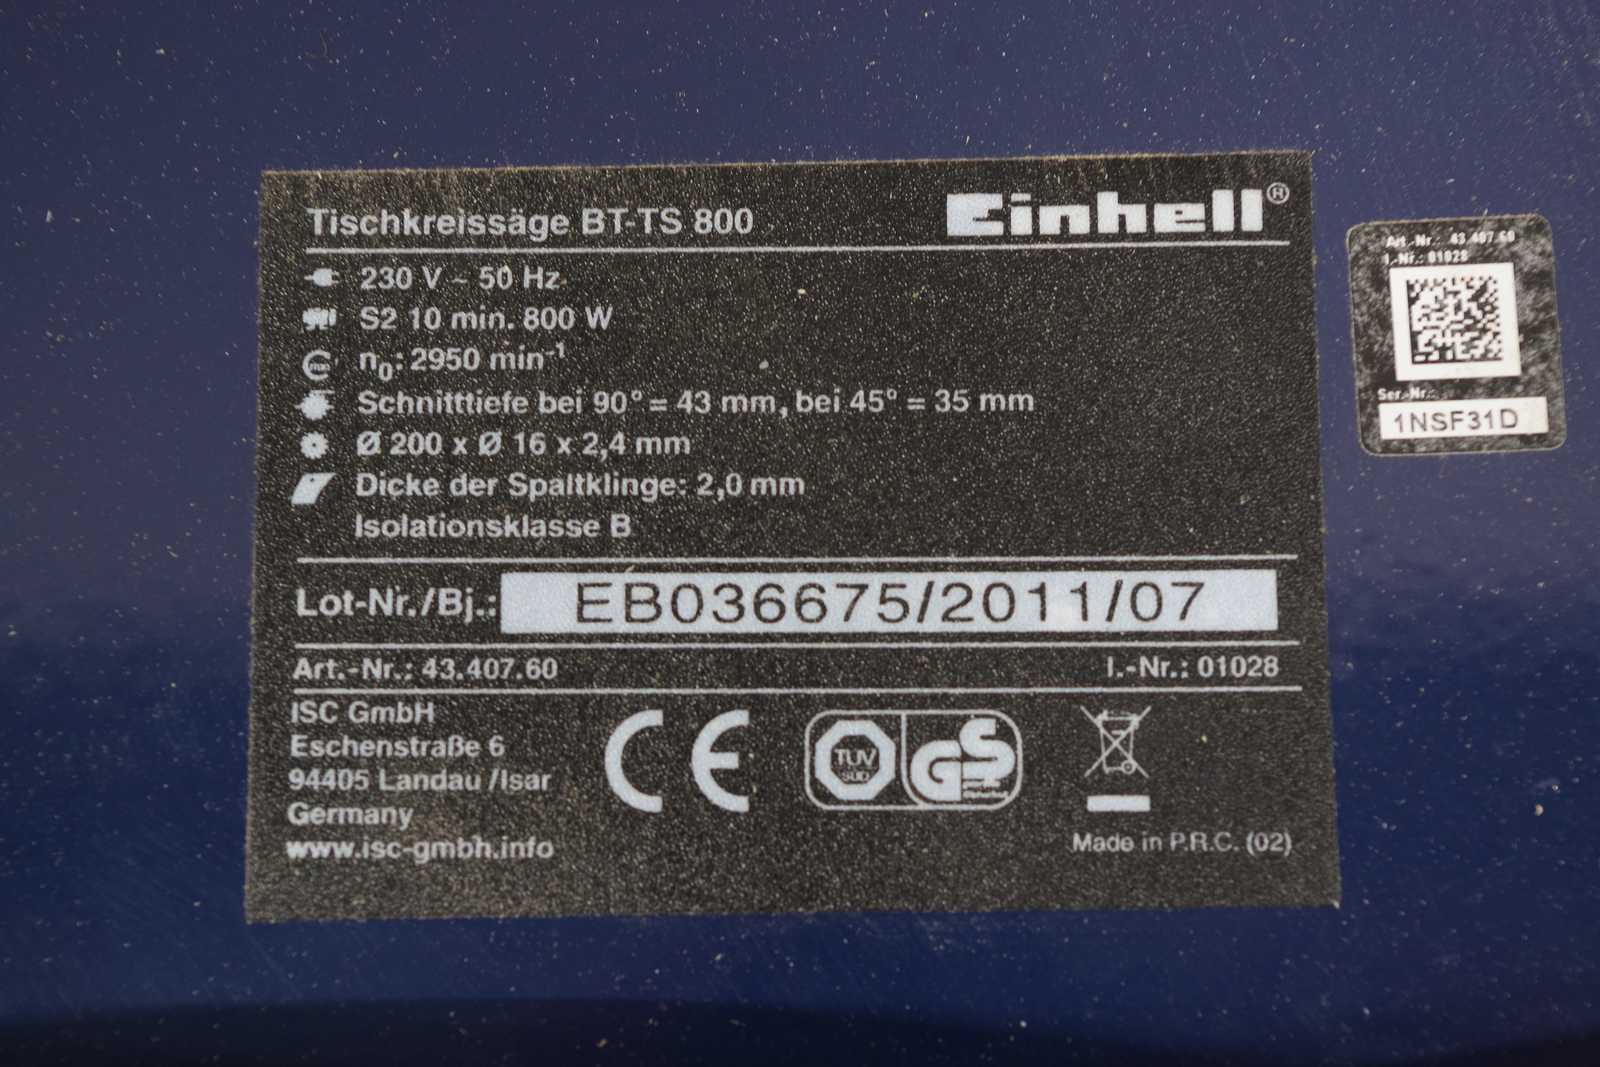 Tischkreissäge BT-TS 800
Einhell®
230 V ~ 50 Hz
S2 10 min. 800 W
n0: 2950 min-1
Schnitttiefe bei 90° = 43 mm, bei 45° = 35 mm
Ø 200 x Ø 16 x 2,4 mm
Dicke der Spaltklinge: 2,0 mm
Isolationsklasse B
Lot-Nr./Bj.: EB036675/2011/07
Art.-Nr.: 43.407.60
I.-Nr.: 01028
ISC GmbH
Eschenstraße 6
94405 Landau /Isar
Germany
www.isc-gmbh.info
CE
TÜV
SÜD
GS
Made in P.R.C. (02)
Art.-Nr.: 43.407.60
I.-Nr.: 01028
Ser.-Nr.:
1NSF31D